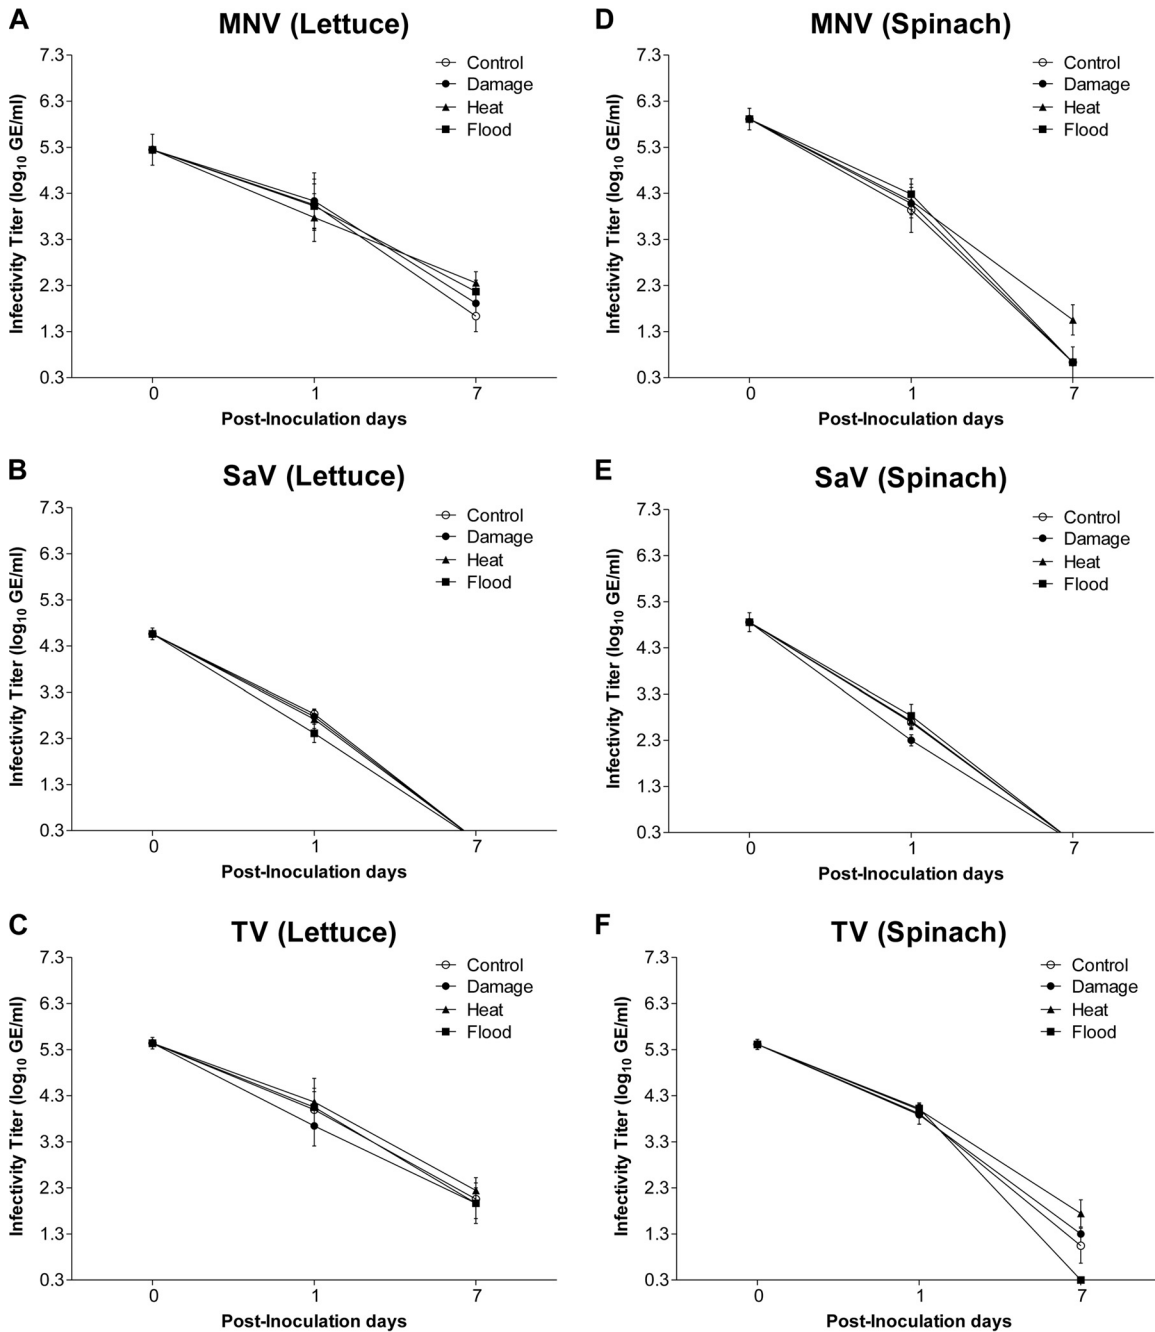 A
MNV (Lettuce)
7.3
6.3
5.3
4.3
3.3
2.3
1.3
0.3
Infectivity Titer (log10 GE/ml)
Control
Damage
Heat
Flood
0 1 7
Post-Inoculation days
D
MNV (Spinach)
7.3
6.3
5.3
4.3
3.3
2.3
1.3
0.3
Infectivity Titer (log10 GE/ml)
Control
Damage
Heat
Flood
0 1 7
Post-Inoculation days
B
SaV (Lettuce)
7.3
6.3
5.3
4.3
3.3
2.3
1.3
0.3
Infectivity Titer (log10 GE/ml)
Control
Damage
Heat
Flood
0 1 7
Post-Inoculation days
E
SaV (Spinach)
7.3
6.3
5.3
4.3
3.3
2.3
1.3
0.3
Infectivity Titer (log10 GE/ml)
Control
Damage
Heat
Flood
0 1 7
Post-Inoculation days
C
TV (Lettuce)
7.3
6.3
5.3
4.3
3.3
2.3
1.3
0.3
Infectivity Titer (log10 GE/ml)
Control
Damage
Heat
Flood
0 1 7
Post-Inoculation days
F
TV (Spinach)
7.3
6.3
5.3
4.3
3.3
2.3
1.3
0.3
Infectivity Titer (log10 GE/ml)
Control
Damage
Heat
Flood
0 1 7
Post-Inoculation days